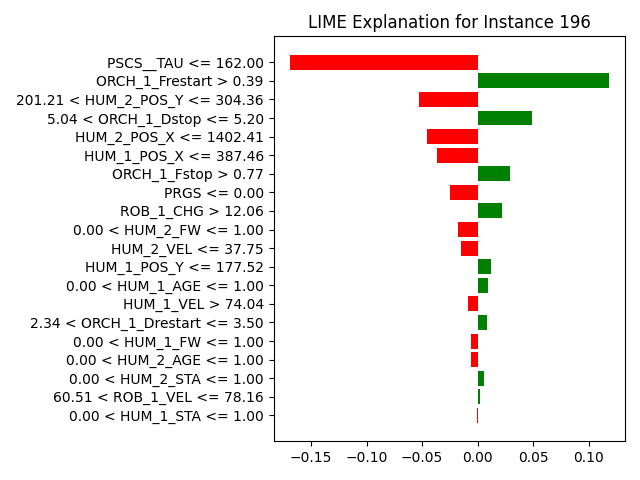 LIME Explanation for Instance 196
PSCS__TAU <= 162.00
ORCH_1_Frestart > 0.39
201.21 < HUM_2_POS_Y <= 304.36
5.04 < ORCH_1_Dstop <= 5.20
HUM_2_POS_X <= 1402.41
HUM_1_POS_X <= 387.46
ORCH_1_Fstop > 0.77
PRGS <= 0.00
ROB_1_CHG > 12.06
0.00 < HUM_2_FW <= 1.00
HUM_2_VEL <= 37.75
HUM_1_POS_Y <= 177.52
0.00 < HUM_1_AGE <= 1.00
HUM_1_VEL > 74.04
2.34 < ORCH_1_Drestart <= 3.50
0.00 < HUM_1_FW <= 1.00
0.00 < HUM_2_AGE <= 1.00
0.00 < HUM_2_STA <= 1.00
60.51 < ROB_1_VEL <= 78.16
0.00 < HUM_1_STA <= 1.00
−0.15 −0.10 −0.05 0.00 0.05 0.10